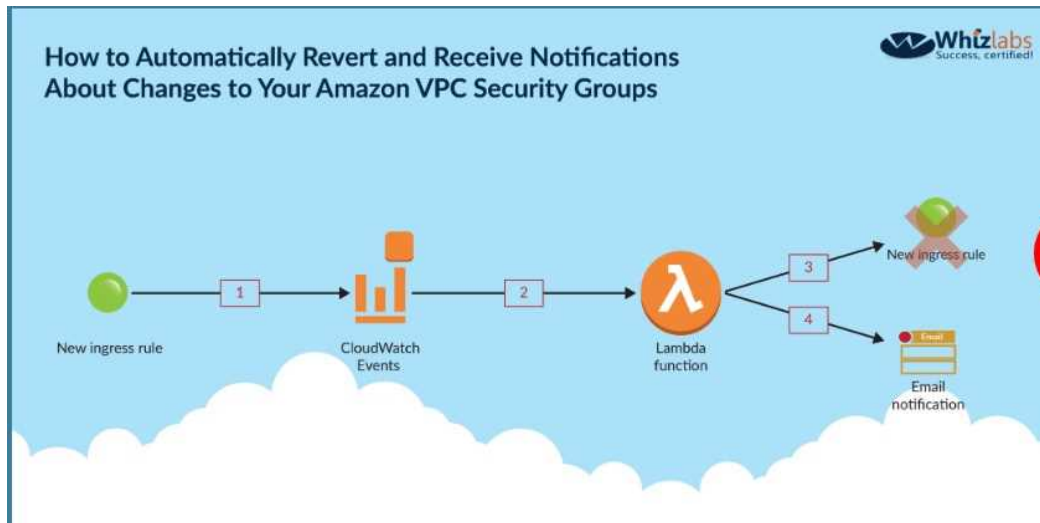 How to Automatically Revert and Receive Notifications
About Changes to Your Amazon VPC Security Groups
Whizlabs
Success, certified!
New ingress rule
1
CloudWatch
Events
2
λ
Lambda
function
3
New ingress rule
4
Email
Email
notification